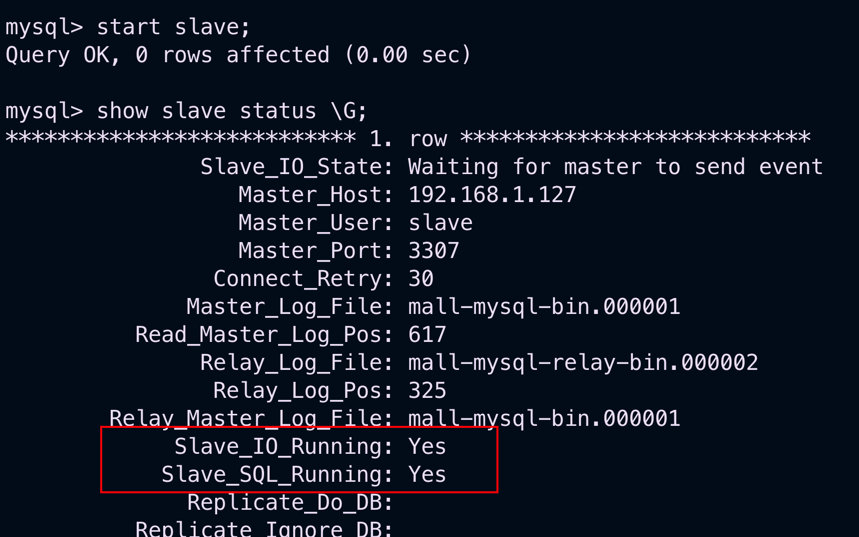 mysql> start slave;
Query OK, 0 rows affected (0.00 sec)
mysql> show slave status \G;
*************************** 1. row ***************************
Slave_IO_State: Waiting for master to send event
Master_Host: 192.168.1.127
Master_User: slave
Master_Port: 3307
Connect_Retry: 30
Master_Log_File: mall-mysql-bin.000001
Read_Master_Log_Pos: 617
Relay_Log_File: mall-mysql-relay-bin.000002
Relay_Log_Pos: 325
Relay_Master_Log_File: mall-mysql-bin.000001
Slave_IO_Running: Yes
Slave_SQL_Running: Yes
Replicate_Do_DB:
Replicate_Ignore_DB: